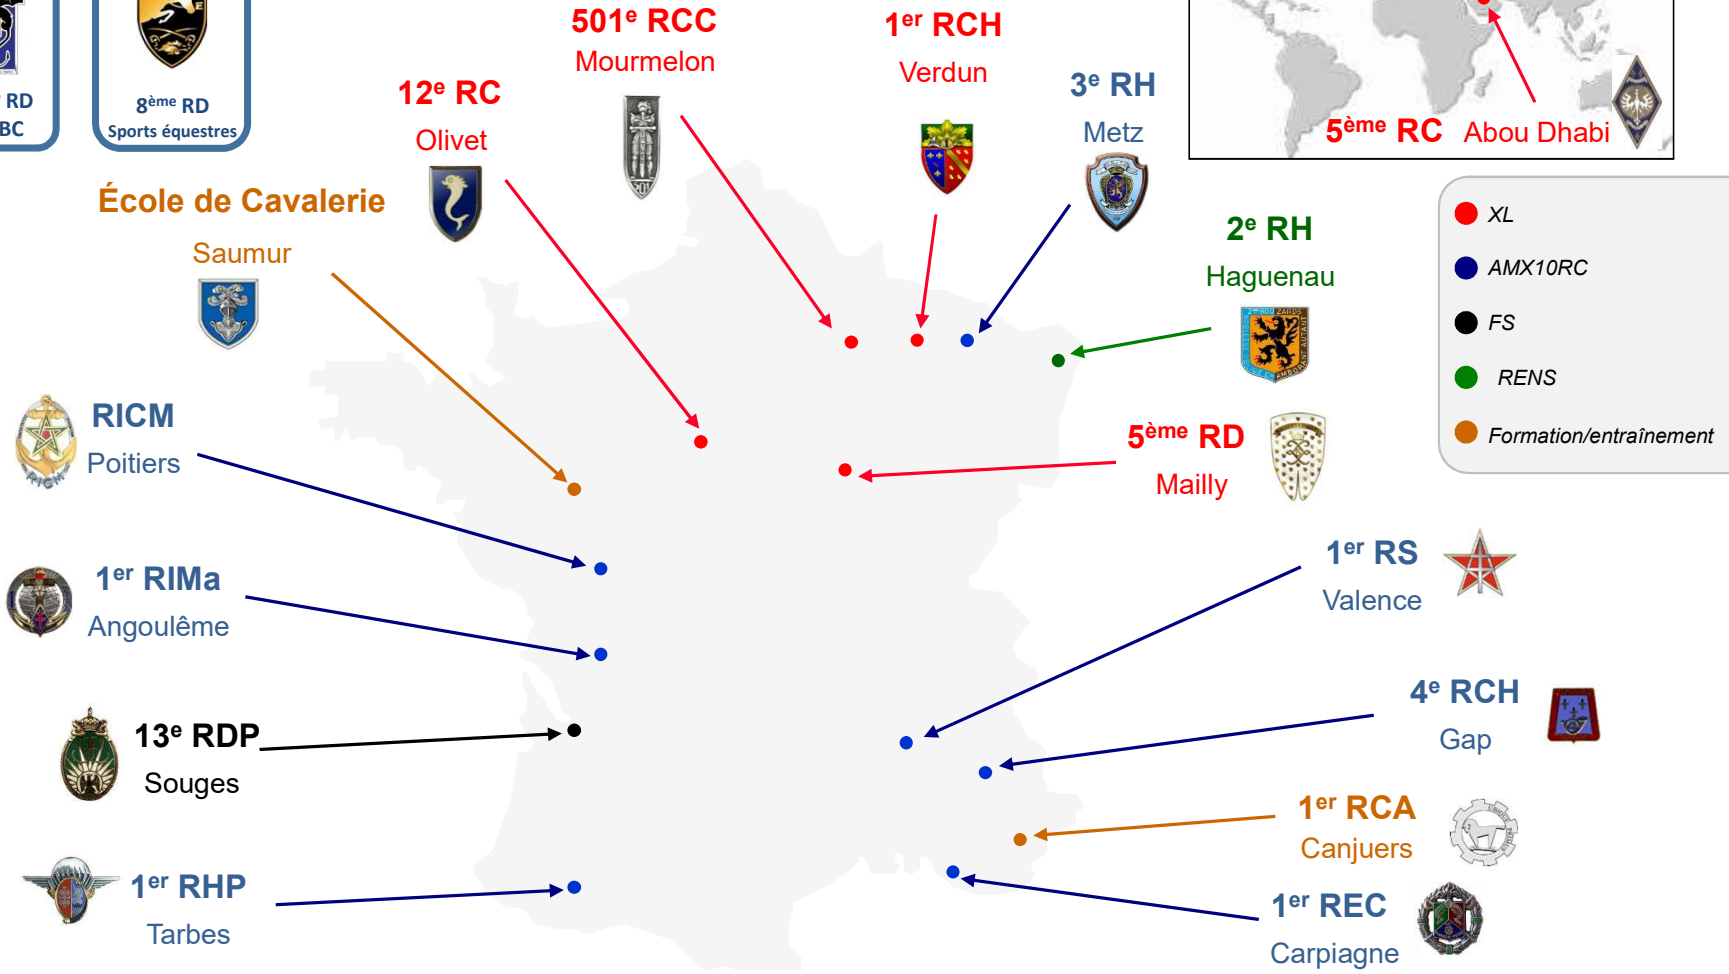 RD
BC
8ème RD
Sports équestres
501e RCC
Mourmelon
1er RCH
Verdun
12e RC
Olivet
3e RH
Metz
5ème RC Abou Dhabi
École de Cavalerie
Saumur
2e RH
Haguenau
XL
AMX10RC
FS
RENS
Formation/entraînement
RICM
Poitiers
5ème RD
Mailly
1er RIMa
Angoulême
1er RS
Valence
13e RDP
Souges
4e RCH
Gap
1er RCA
Canjuers
1er RHP
Tarbes
1er REC
Carpiagne